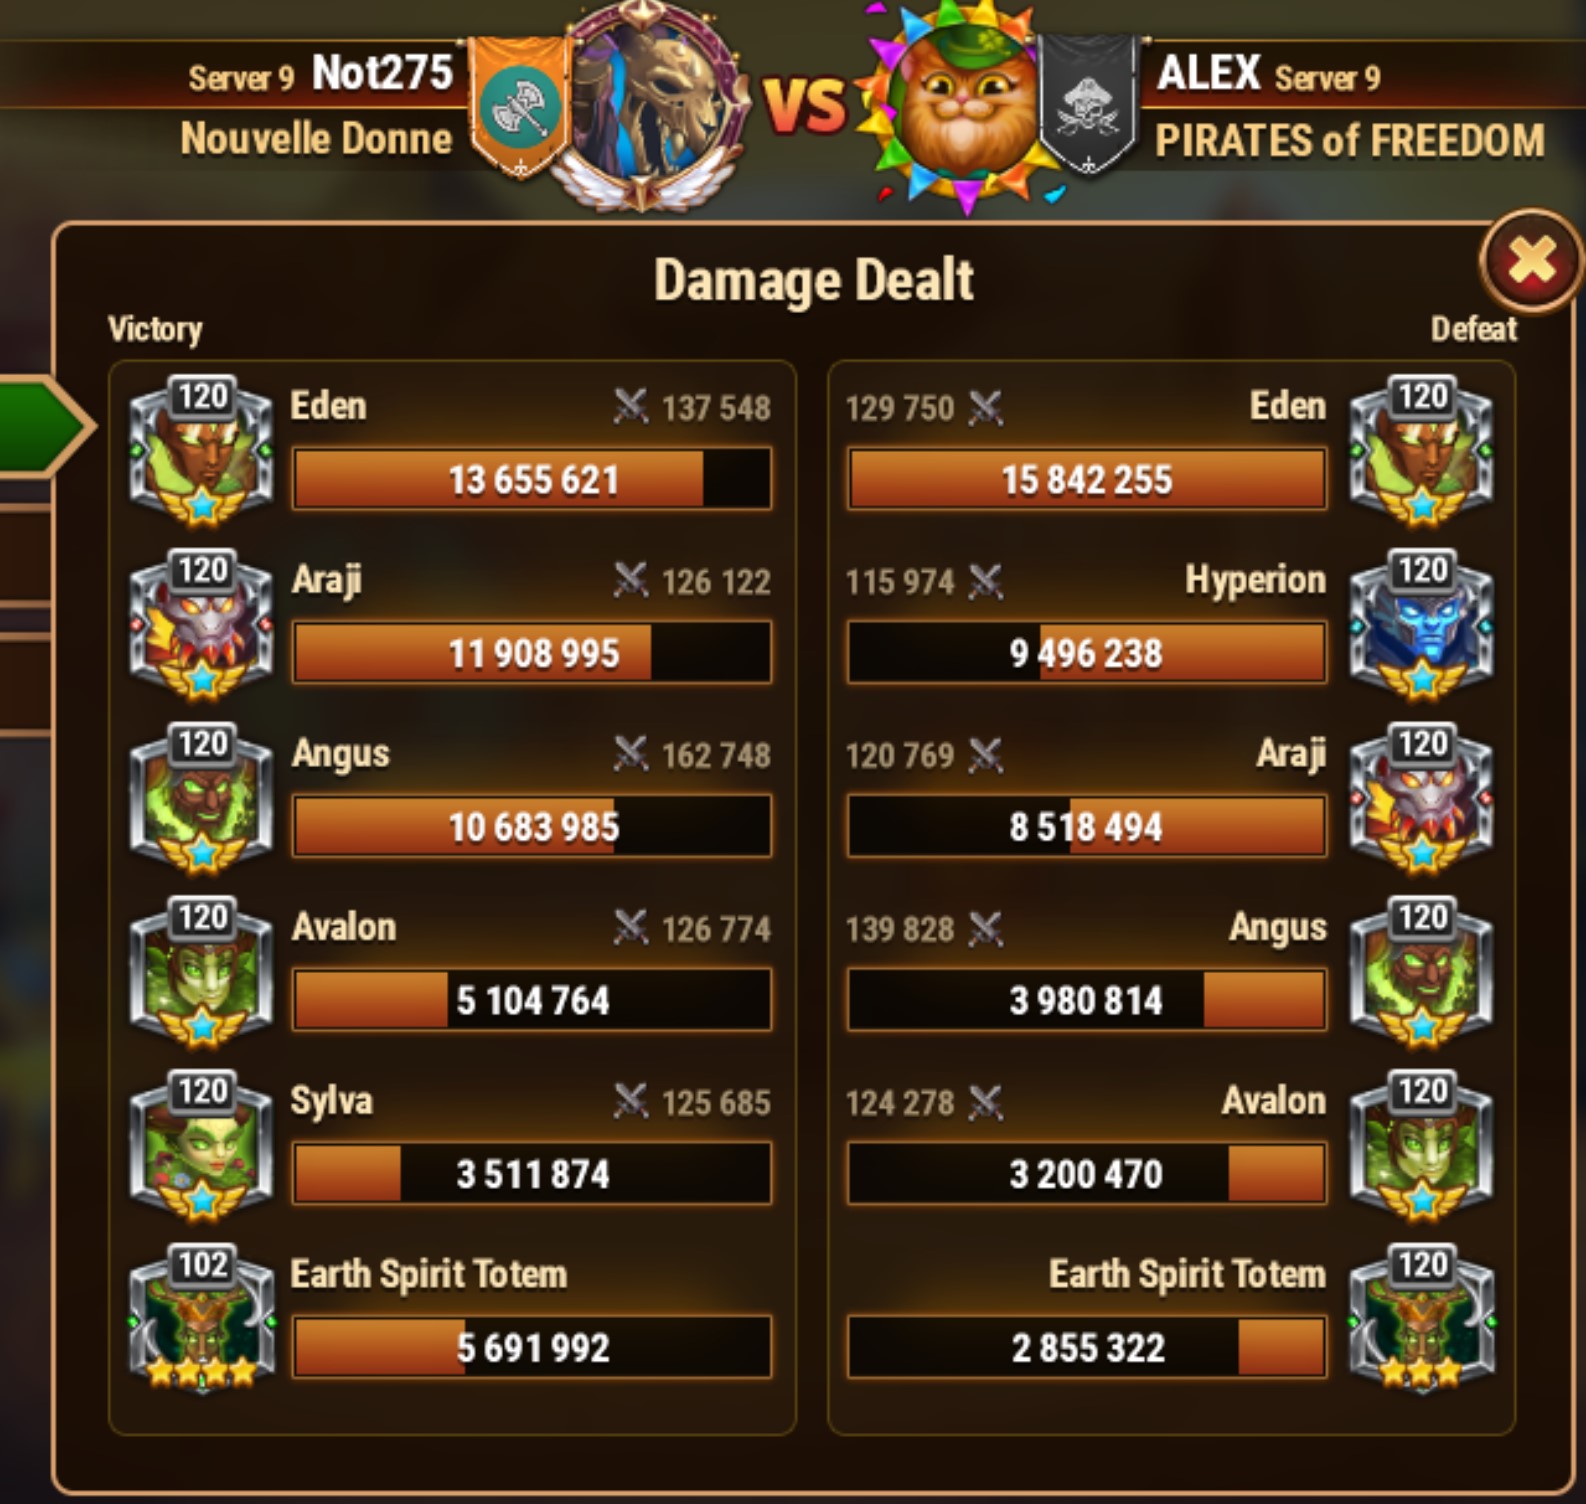 Server 9 Not275
Nouvelle Donne
VS
ALEX Server 9
PIRATES of FREEDOM
Damage Dealt
Victory
Defeat
120 Eden 137 548
13 655 621
120 Araji 126 122
11 908 995
120 Angus 162 748
10 683 985
120 Avalon 126 774
5 104 764
120 Sylva 125 685
3 511 874
102 Earth Spirit Totem
5 691 992
129 750 Eden 120
15 842 255
115 974 Hyperion 120
9 496 238
120 769 Araji 120
8 518 494
139 828 Angus 120
3 980 814
124 278 Avalon 120
3 200 470
Earth Spirit Totem 120
2 855 322